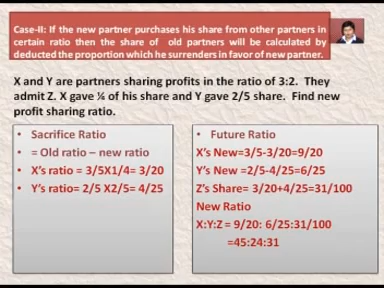 Case-II: If the new partner purchases his share from other partners in
certain ratio then the share of old partners will be calculated by
deducted the proportion which he surrenders in favor of new partner.
X and Y are partners sharing profits in the ratio of 3:2. They
admit Z. X gave ¼ of his share and Y gave 2/5 share. Find new
profit sharing ratio.
• Sacrifice Ratio
• = Old ratio – new ratio
• X's ratio = 3/5X1/4= 3/20
• Y's ratio= 2/5 X2/5= 4/25
• Future Ratio
X's New=3/5-3/20=9/20
Y's New =2/5-4/25=6/25
Z's Share= 3/20+4/25=31/100
New Ratio
X:Y:Z = 9/20: 6/25:31/100
=45:24:31